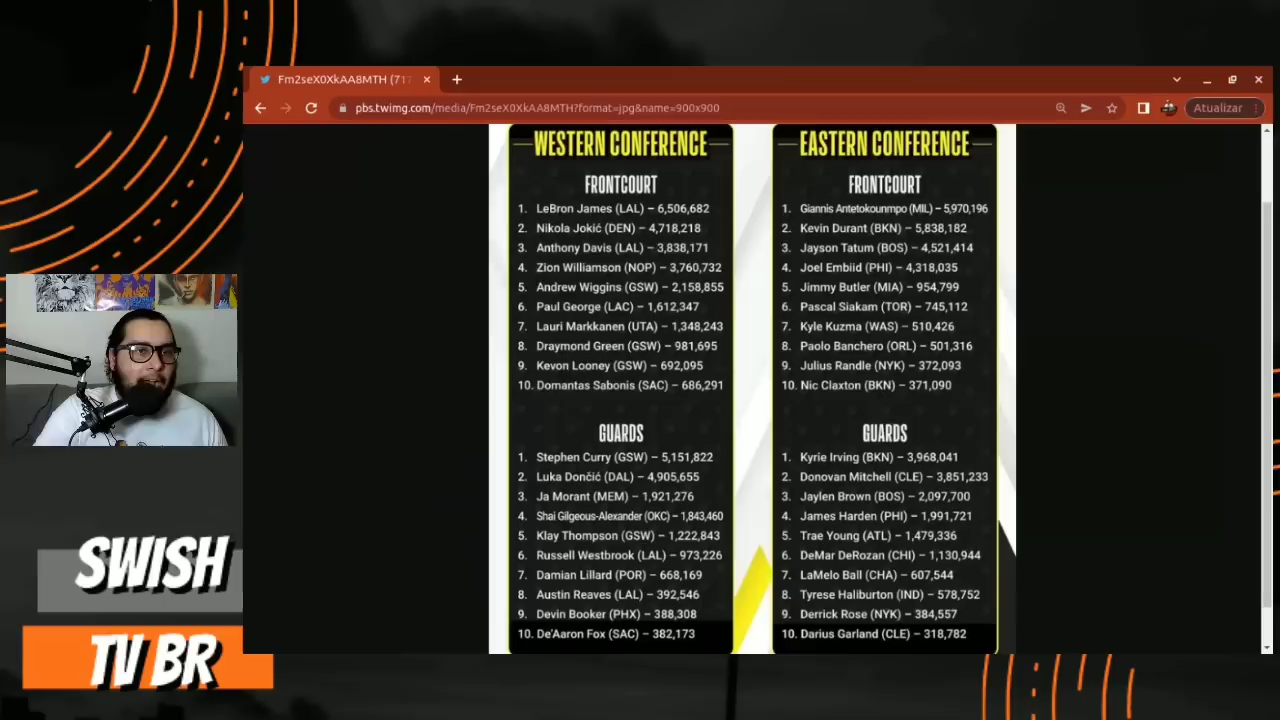 Fm2seX0XkAA8MTH (717
pbs.twimg.com/media/Fm2seX0XkAA8MTH?format=jpg&name=900x900
Atualizar
WESTERN CONFERENCE
FRONTCOURT
1. LeBron James (LAL) – 6,506,682
2. Nikola Jokić (DEN) – 4,718,218
3. Anthony Davis (LAL) – 3,838,171
4. Zion Williamson (NOP) – 3,760,732
5. Andrew Wiggins (GSW) – 2,158,855
6. Paul George (LAC) – 1,612,347
7. Lauri Markkanen (UTA) – 1,348,243
8. Draymond Green (GSW) – 981,695
9. Kevon Looney (GSW) – 692,095
10. Domantas Sabonis (SAC) – 686,291
GUARDS
1. Stephen Curry (GSW) – 5,151,822
2. Luka Dončić (DAL) – 4,905,655
3. Ja Morant (MEM) – 1,921,276
4. Shai Gilgeous-Alexander (OKC) – 1,843,460
5. Klay Thompson (GSW) – 1,222,843
6. Russell Westbrook (LAL) – 973,226
7. Damian Lillard (POR) – 668,169
8. Austin Reaves (LAL) – 392,546
9. Devin Booker (PHX) – 388,308
10. De'Aaron Fox (SAC) – 382,173
EASTERN CONFERENCE
FRONTCOURT
1. Giannis Antetokounmpo (MIL) – 5,970,196
2. Kevin Durant (BKN) – 5,838,182
3. Jayson Tatum (BOS) – 4,521,414
4. Joel Embiid (PHI) – 4,318,035
5. Jimmy Butler (MIA) – 954,799
6. Pascal Siakam (TOR) – 745,112
7. Kyle Kuzma (WAS) – 510,426
8. Paolo Banchero (ORL) – 501,316
9. Julius Randle (NYK) – 372,093
10. Nic Claxton (BKN) – 371,090
GUARDS
1. Kyrie Irving (BKN) – 3,968,041
2. Donovan Mitchell (CLE) – 3,851,233
3. Jaylen Brown (BOS) – 2,097,700
4. James Harden (PHI) – 1,991,721
5. Trae Young (ATL) – 1,479,336
6. DeMar DeRozan (CHI) – 1,130,944
7. LaMelo Ball (CHA) – 607,544
8. Tyrese Haliburton (IND) – 578,752
9. Derrick Rose (NYK) – 384,557
10. Darius Garland (CLE) – 318,782
SWISH
TV BR